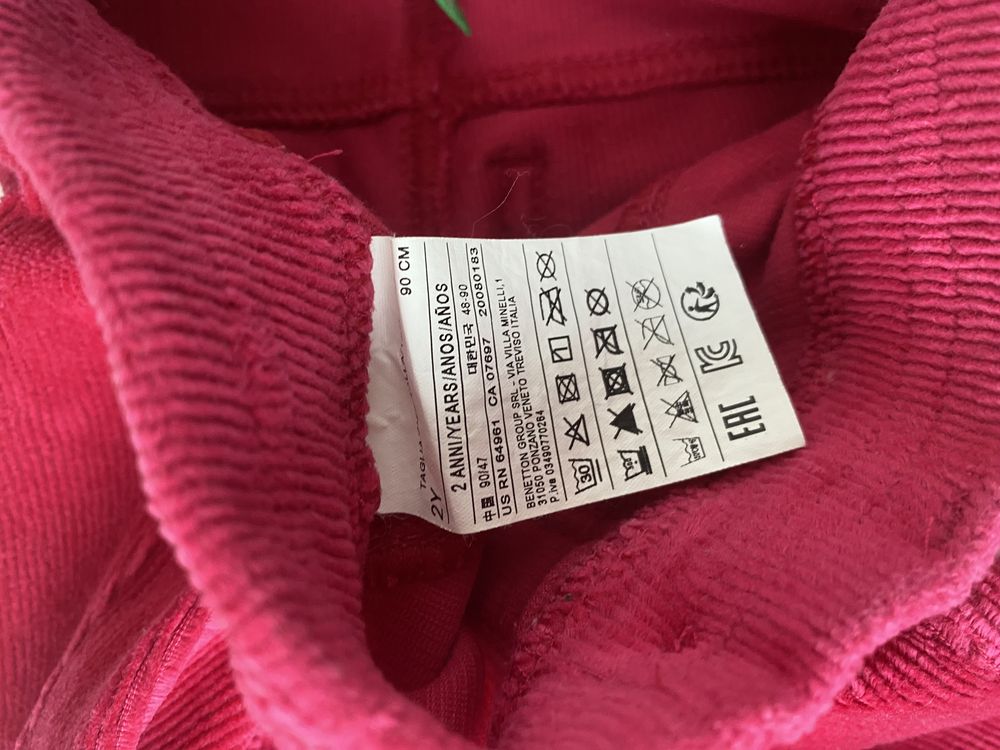 90 CM
2Y TAGL
2 ANNI/YEARS/ANOS/AÑOS
中国 90/47 대한민국 48-90
US RN 64961 CA 07697 20080183
BENETTON GROUP SRL - VIA VILLA MINELLI,1
31050 PONZANO VENETO TREVISO ITALIA
P.iva 03490770264
30
EAC